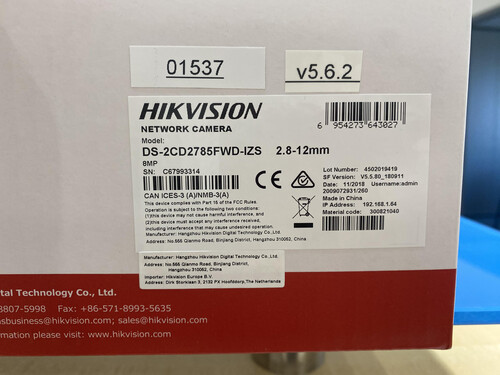 01537
v5.6.2
HIKVISION
NETWORK CAMERA
Model:
DS-2CD2785FWD-IZS 2.8-12mm
8MP
SN: C67993314
6 954273 643027
CE
CAN ICES-3 (A)/NMB-3(A)
This device complies with Part 15 of the FCC Rules.
Operation is subject to the following two conditions:
(1)this device may not cause harmful interference, and
(2)this device must accept any interference received,
including interference that may cause undesired operation.
Manufacturer: Hangzhou Hikvision Digital Technology Co., Ltd.
Address: No.555 Qianmo Road, Binjiang District, Hangzhou 310052, China
Lot Number: 4502019419
SF Version: V5.5.80_180911
Date: 11/2018 Username:admin
2009072931/260
Made in China
IP Address: 192.168.1.64
Material code: 300821040
Manufacturer: Hangzhou Hikvision Digital Technology Co., Ltd.
Address: No.555 Qianmo Road, Binjiang District,
Hangzhou 310052, China
Importer: Hikvision Europe B.V.
Address: Dirk Storklaan 3, 2132 PX Hoofddorp,The Netherlands
ital Technology Co., Ltd.
8807-5998 Fax: +86-571-8993-5635
asbusiness@hikvision.com; sales@hikvision.com
rmation please visit: www.hikvision.com